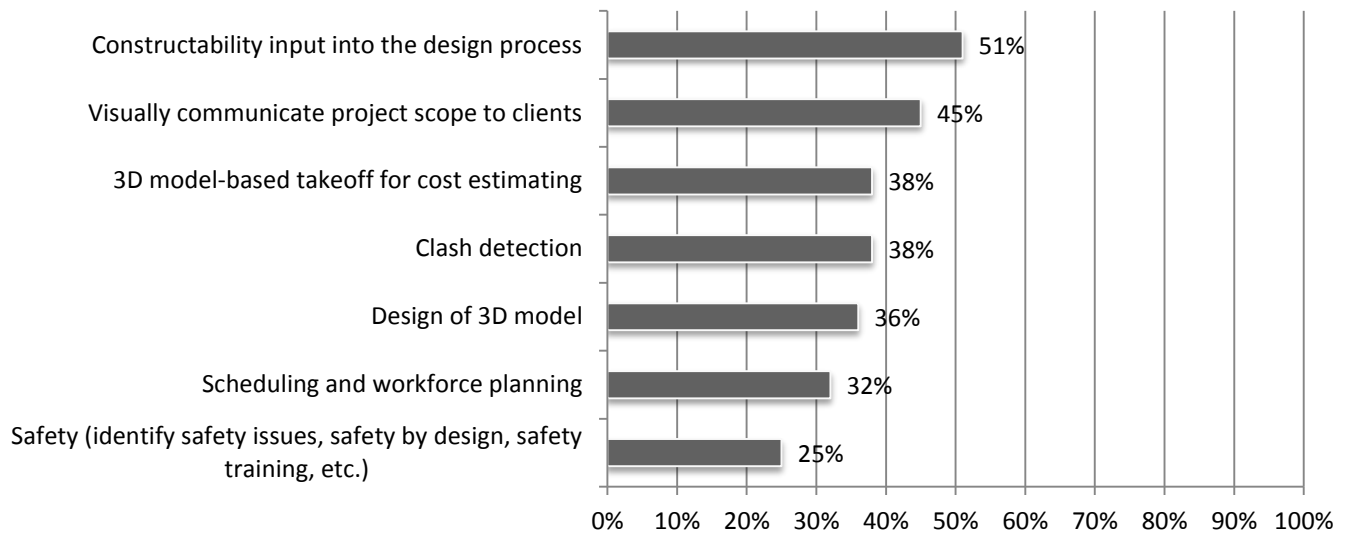 Constructability input into the design process
51%
Visually communicate project scope to clients
45%
3D model-based takeoff for cost estimating
38%
Clash detection
38%
Design of 3D model
36%
Scheduling and workforce planning
32%
Safety (identify safety issues, safety by design, safety
training, etc.)
25%
0% 10% 20% 30% 40% 50% 60% 70% 80% 90% 100%